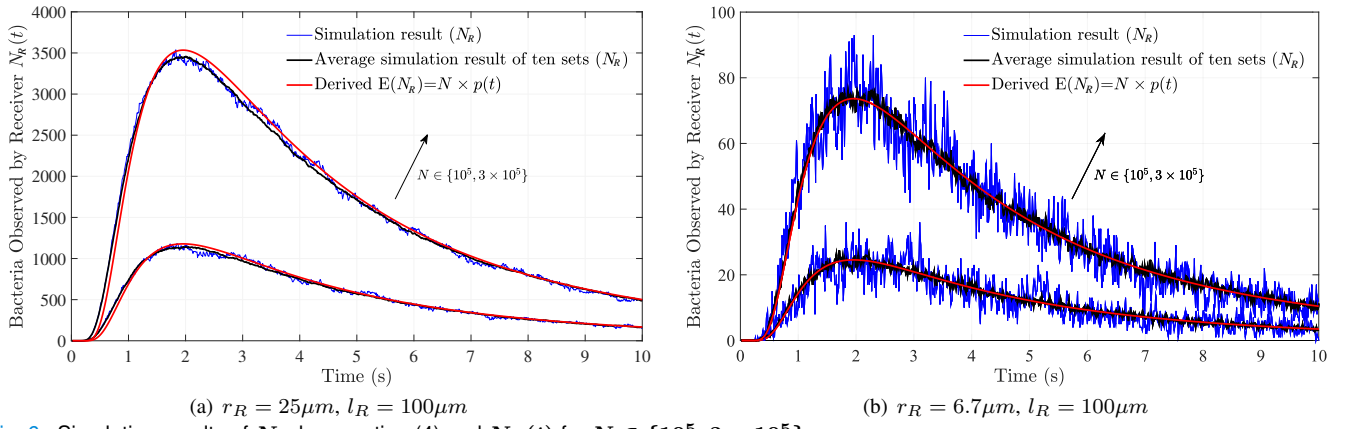 Bacteria Observed by Receiver N_R(t)
4000
3500
3000
2500
2000
1500
1000
500
0
Simulation result (N_R)
Average simulation result of ten sets (N_R)
Derived E(N_R)=N × p(t)
N ∈ {10^5, 3 × 10^5}
0 1 2 3 4 5 6 7 8 9 10
Time (s)
(a) r_R = 25μm, l_R = 100μm
Bacteria Observed by Receiver N_R(t)
100
80
60
40
20
0
Simulation result (N_R)
Average simulation result of ten sets (N_R)
Derived E(N_R)=N × p(t)
N ∈ {10^5, 3 × 10^5}
0 1 2 3 4 5 6 7 8 9 10
Time (s)
(b) r_R = 6.7μm, l_R = 100μm